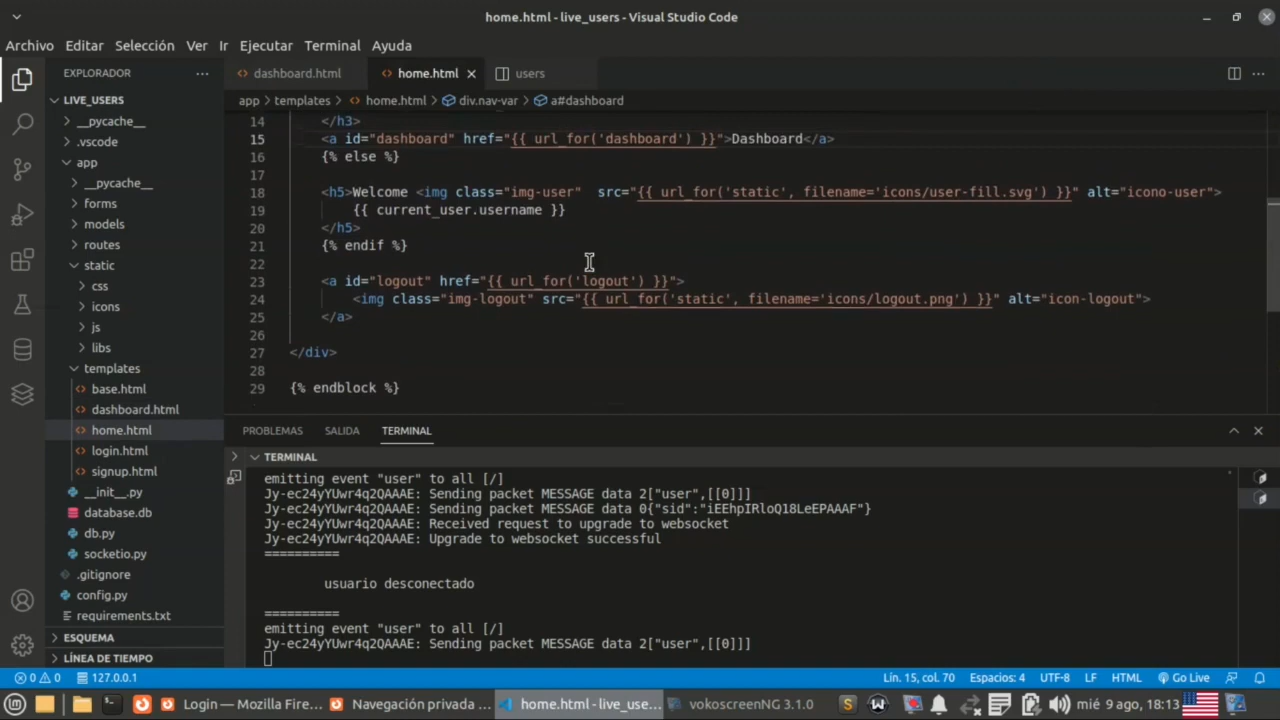 home.html - live_users - Visual Studio Code
Archivo Editar Selección Ver Ir Ejecutar Terminal Ayuda
EXPLORADOR
dashboard.html
home.html
users
LIVE_USERS
app > templates > home.html > div.nav-var > a#dashboard
__pycache__
.vscode
app
__pycache__
forms
models
routes
static
css
icons
js
libs
templates
base.html
dashboard.html
home.html
login.html
signup.html
__init__.py
database.db
db.py
socketio.py
.gitignore
config.py
requirements.txt
ESQUEMA
LÍNEA DE TIEMPO
14 </h3>
15 <a id="dashboard" href="{{ url_for('dashboard') }}">Dashboard</a>
16 {% else %}
17
18 <h5>Welcome <img class="img-user"  src="{{ url_for('static', filename='icons/user-fill.svg') }}" alt="icono-user">
19 {{ current_user.username }}
20 </h5>
21 {% endif %}
22
23 <a id="logout" href="{{ url_for('logout') }}">
24 <img class="img-logout" src="{{ url_for('static', filename='icons/logout.png') }}" alt="icon-logout">
25 </a>
26
27 </div>
28
29 {% endblock %}
PROBLEMAS SALIDA TERMINAL
TERMINAL
emitting event "user" to all [/]
Jy-ec24yYUwr4q2QAAAE: Sending packet MESSAGE data 2["user",[[0]]]
Jy-ec24yYUwr4q2QAAAE: Sending packet MESSAGE data 0{"sid":"iEEhpIRloQ18LeEPAAAF"}
Jy-ec24yYUwr4q2QAAAE: Received request to upgrade to websocket
Jy-ec24yYUwr4q2QAAAE: Upgrade to websocket successful
==========
usuario desconectado
==========
emitting event "user" to all [/]
Jy-ec24yYUwr4q2QAAAE: Sending packet MESSAGE data 2["user",[[0]]]
0 0 127.0.0.1 Lín. 15, col. 70 Espacios: 4 UTF-8 LF HTML Go Live
Login — Mozilla Fire... Navegación privada ... home.html - live_use... vokoscreenNG 3.1.0 mié 9 ago, 18:13